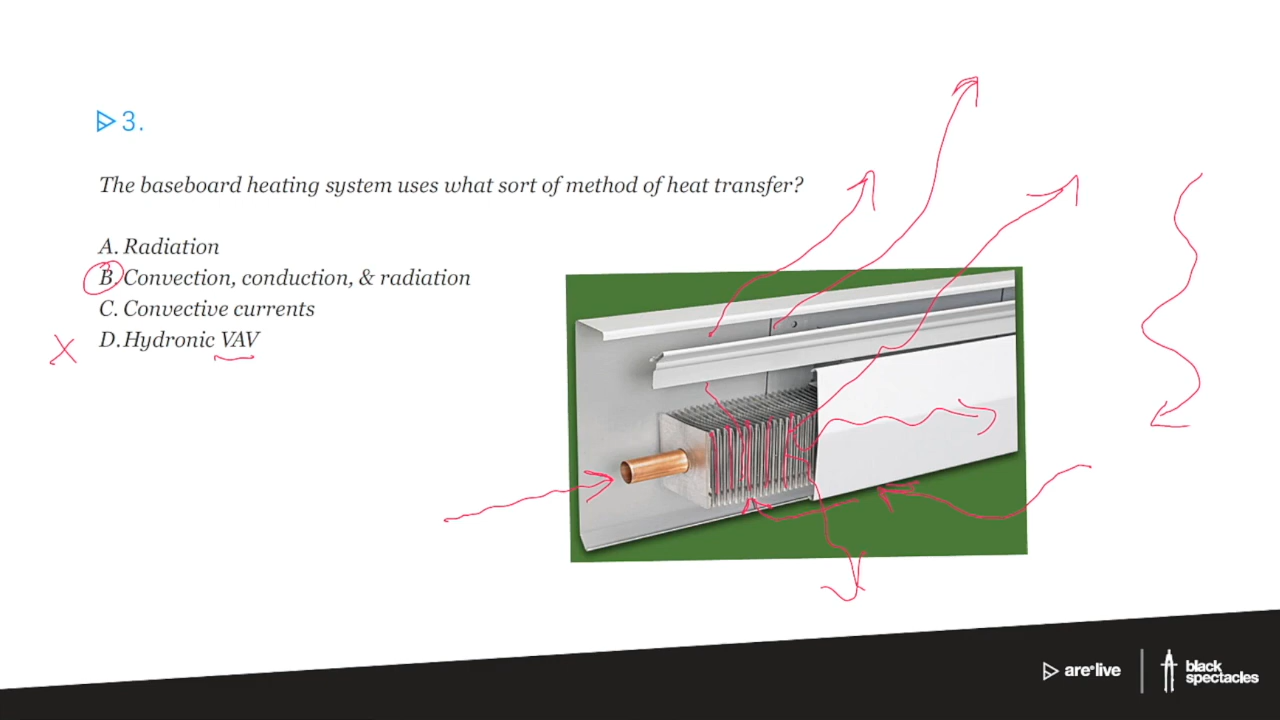 3.
The baseboard heating system uses what sort of method of heat transfer?
A. Radiation
B. Convection, conduction, & radiation
C. Convective currents
D. Hydronic VAV
X
are•live
black
spectacles